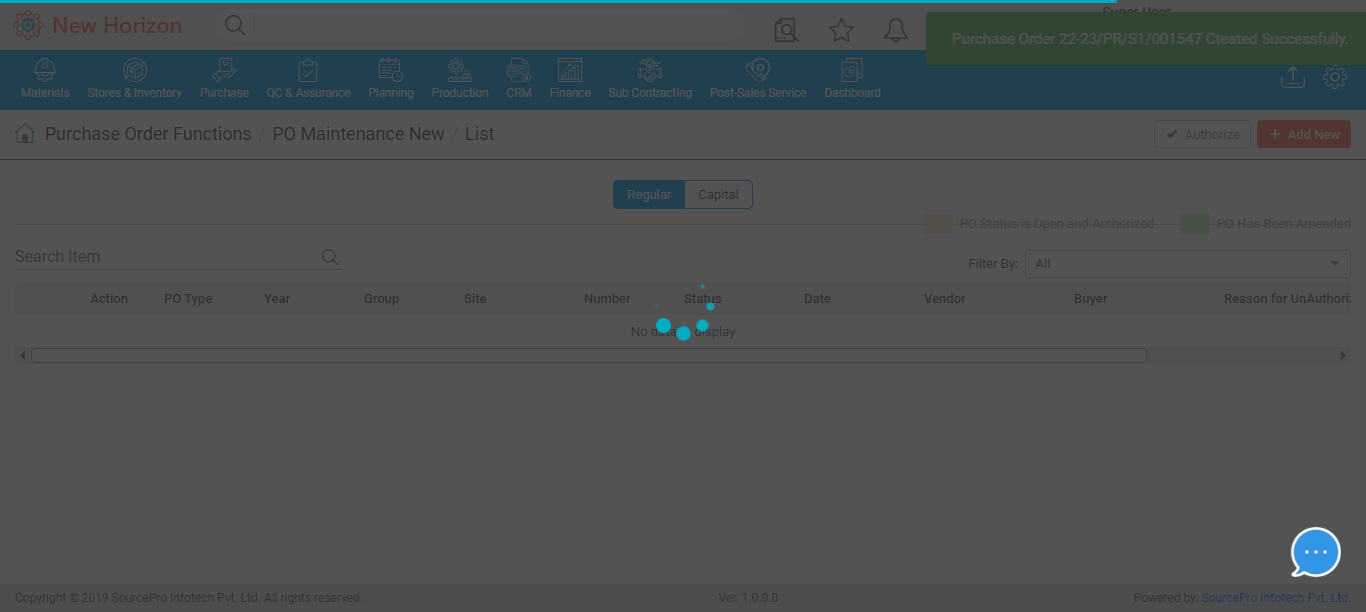 Super User
New Horizon
Purchase Order 22-23/PR/S1/001547 Cteated Successfully.
Materials Stores & Inventory Purchase QC & Assurance Planning Production CRM Finance Sub Contracting Post-Sales Service Dashboard
Purchase Order Functions / PO Maintenance New / List
Authorize + Add New
Regular Capital
PO Status is Open and Authorized PO Has Been Amended
Search Item
Filter By: All
Action PO Type Year Group Site Number Status Date Vendor Buyer Reason for UnAuthoriz
No data display
Copyright © 2019 SourcePro Infotech Pvt. Ltd. All rights reserved. Ver. 1.0.0.0 Powered by: SourcePro Infotech Pvt. Ltd.